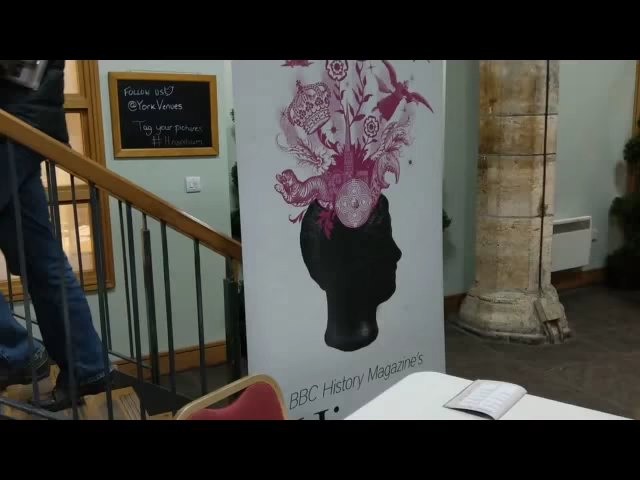 FOLLOW US
@YORKVENUES
Tag your pictures
BBC History Magazine's